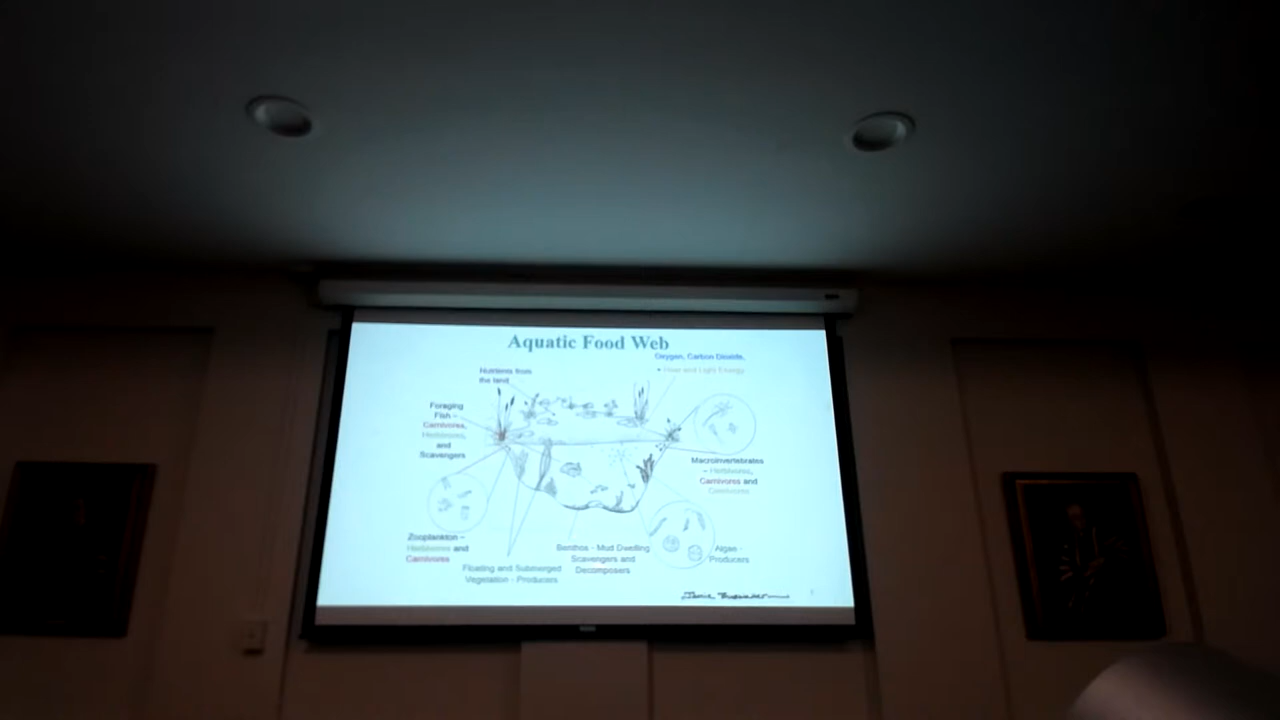 Aquatic Food Web
Oxygen, Carbon Dioxide,
Heat and Light Energy
Nutrients from
the land
Foraging
Fish –
Carnivores,
Herbivores,
and
Scavengers
Macroinvertebrates
– Herbivores,
Carnivores and
Zooplankton –
Herbivores and
Carnivores
Floating and Submerged
Vegetation - Producers
Benthos - Mud Dwelling
Scavengers and
Decomposers
Algae -
Producers